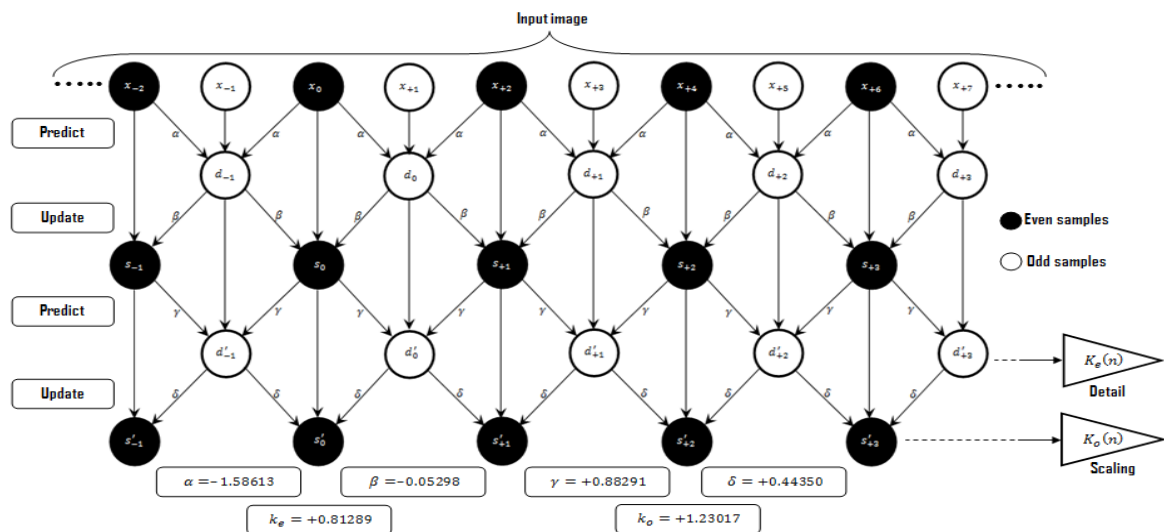 Input image
x₋₂ x₋₁ x₀ x₊₁ x₊₂ x₊₃ x₊₄ x₊₅ x₊₆ x₊₇
Predict
α α α α α α α α α
d₋₁ d₀ d₊₁ d₊₂ d₊₃
Update
β β β β β β β β β
Even samples
s₋₁ s₀ s₊₁ s₊₂ s₊₃
Odd samples
Predict
γ γ γ γ γ γ γ γ γ
d′₋₁ d′₀ d′₊₁ d′₊₂ d′₊₃
Kₑ(n)
Detail
Update
δ δ δ δ δ δ δ δ δ
s′₋₁ s′₀ s′₊₁ s′₊₂ s′₊₃
Kₒ(n)
Scaling
α =-1.58613
β =-0.05298
γ = +0.88291
δ = +0.44350
kₑ = +0.81289
kₒ = +1.23017